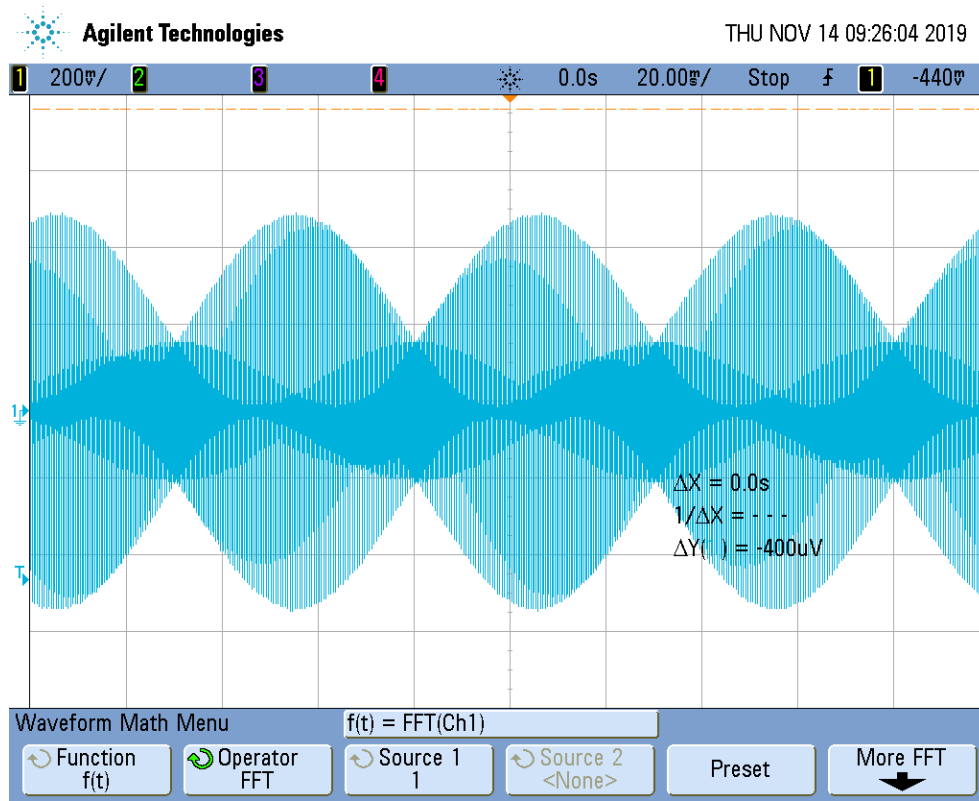 Agilent Technologies THU NOV 14 09:26:04 2019
1 200㎷/ 2 3 4 0.0s 20.00㎳/ Stop 1 -440㎷
1
T
ΔX = 0.0s
1/ΔX = - - -
ΔY(1) = -400uV
Waveform Math Menu f(t) = FFT(Ch1)
Function Operator Source 1 Source 2 Preset More FFT
f(t) FFT 1 <None>